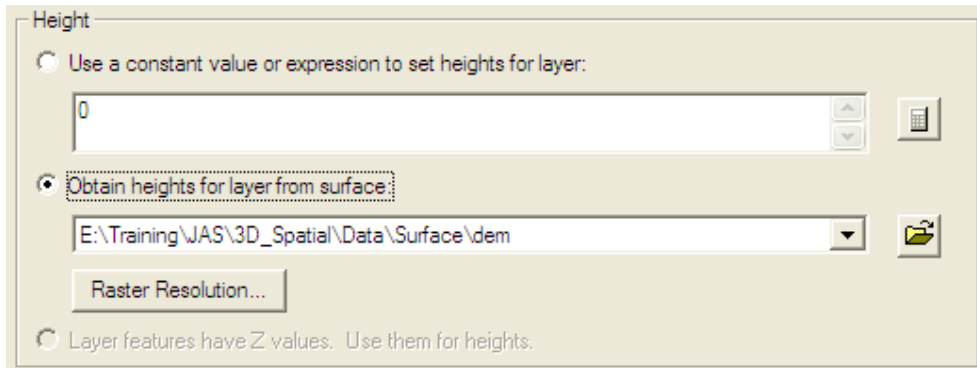 Height
Use a constant value or expression to set heights for layer:
0
Obtain heights for layer from surface:
E:\Training\JAS\3D_Spatial\Data\Surface\dem
Raster Resolution...
Layer features have Z values. Use them for heights.